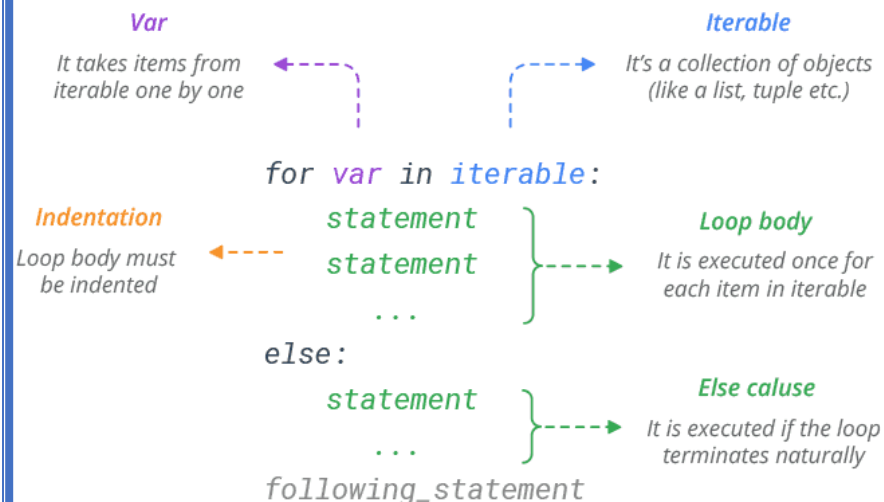 Var
It takes items from
iterable one by one
Iterable
It's a collection of objects
(like a list, tuple etc.)
for var in iterable:
Indentation
Loop body must
be indented
statement
statement
...
Loop body
It is executed once for
each item in iterable
else:
statement
...
Else caluse
It is executed if the loop
terminates naturally
following_statement